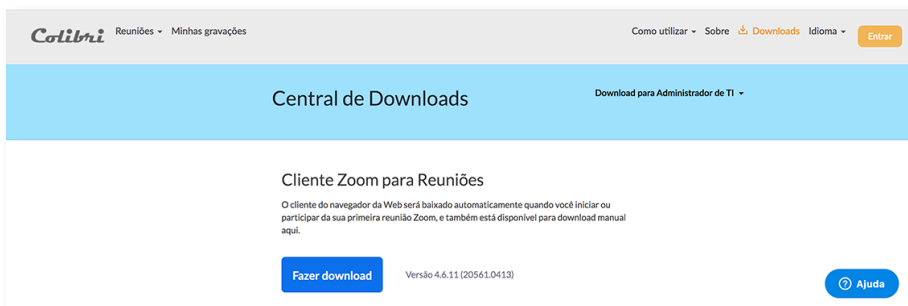 Colibri Reuniões Minhas gravações Como utilizar Sobre Downloads Idioma Entrar
Central de Downloads Download para Administrador de TI
Cliente Zoom para Reuniões
O cliente do navegador da Web será baixado automaticamente quando você iniciar ou
participar da sua primeira reunião Zoom, e também está disponível para download manual
aqui.
Fazer download Versão 4.6.11 (20561.0413)
Ajuda